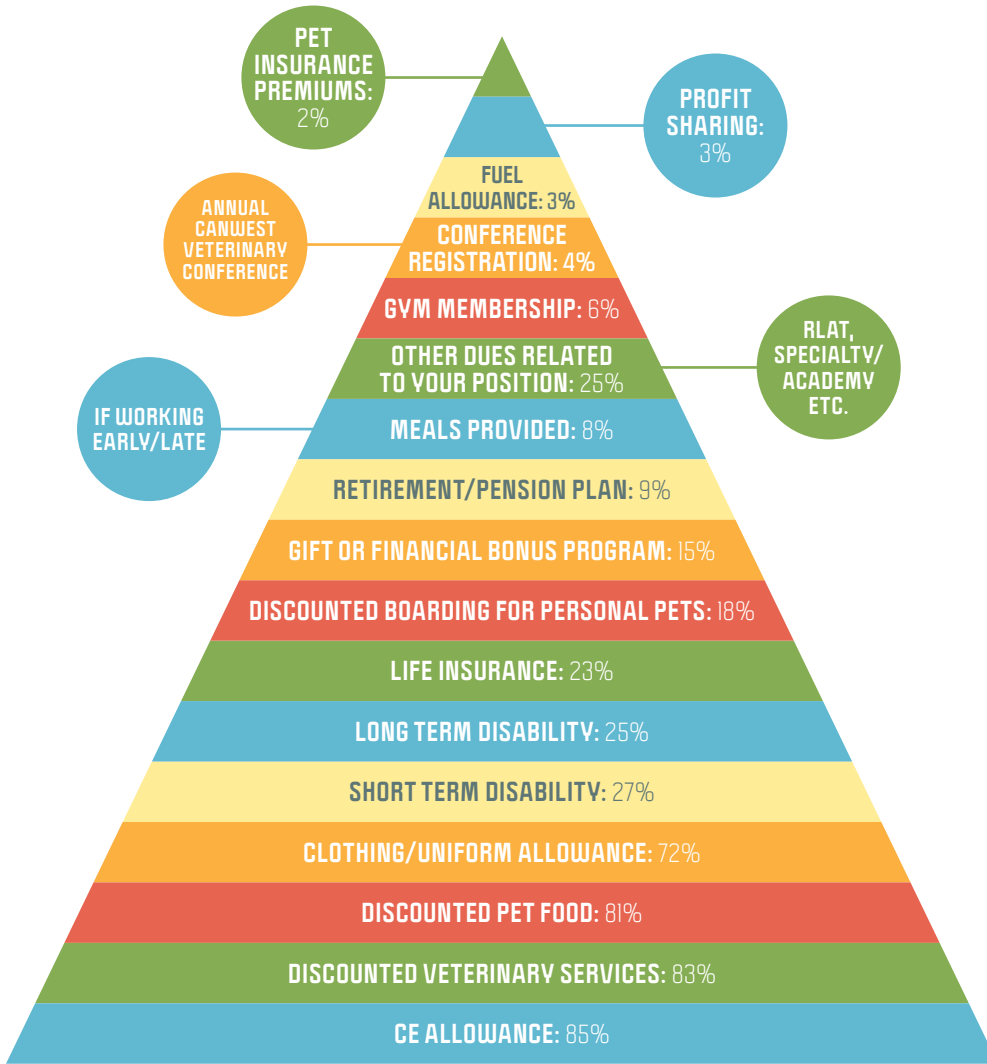 PET
INSURANCE
PREMIUMS:
2%
PROFIT
SHARING:
3%
FUEL
ALLOWANCE: 3%
ANNUAL
CANWEST
VETERINARY
CONFERENCE
CONFERENCE
REGISTRATION: 4%
GYM MEMBERSHIP: 6%
RLAT,
SPECIALTY/
ACADEMY
ETC.
OTHER DUES RELATED
TO YOUR POSITION: 25%
IF WORKING
EARLY/LATE
MEALS PROVIDED: 8%
RETIREMENT/PENSION PLAN: 9%
GIFT OR FINANCIAL BONUS PROGRAM: 15%
DISCOUNTED BOARDING FOR PERSONAL PETS: 18%
LIFE INSURANCE: 23%
LONG TERM DISABILITY: 25%
SHORT TERM DISABILITY: 27%
CLOTHING/UNIFORM ALLOWANCE: 72%
DISCOUNTED PET FOOD: 81%
DISCOUNTED VETERINARY SERVICES: 83%
CE ALLOWANCE: 85%